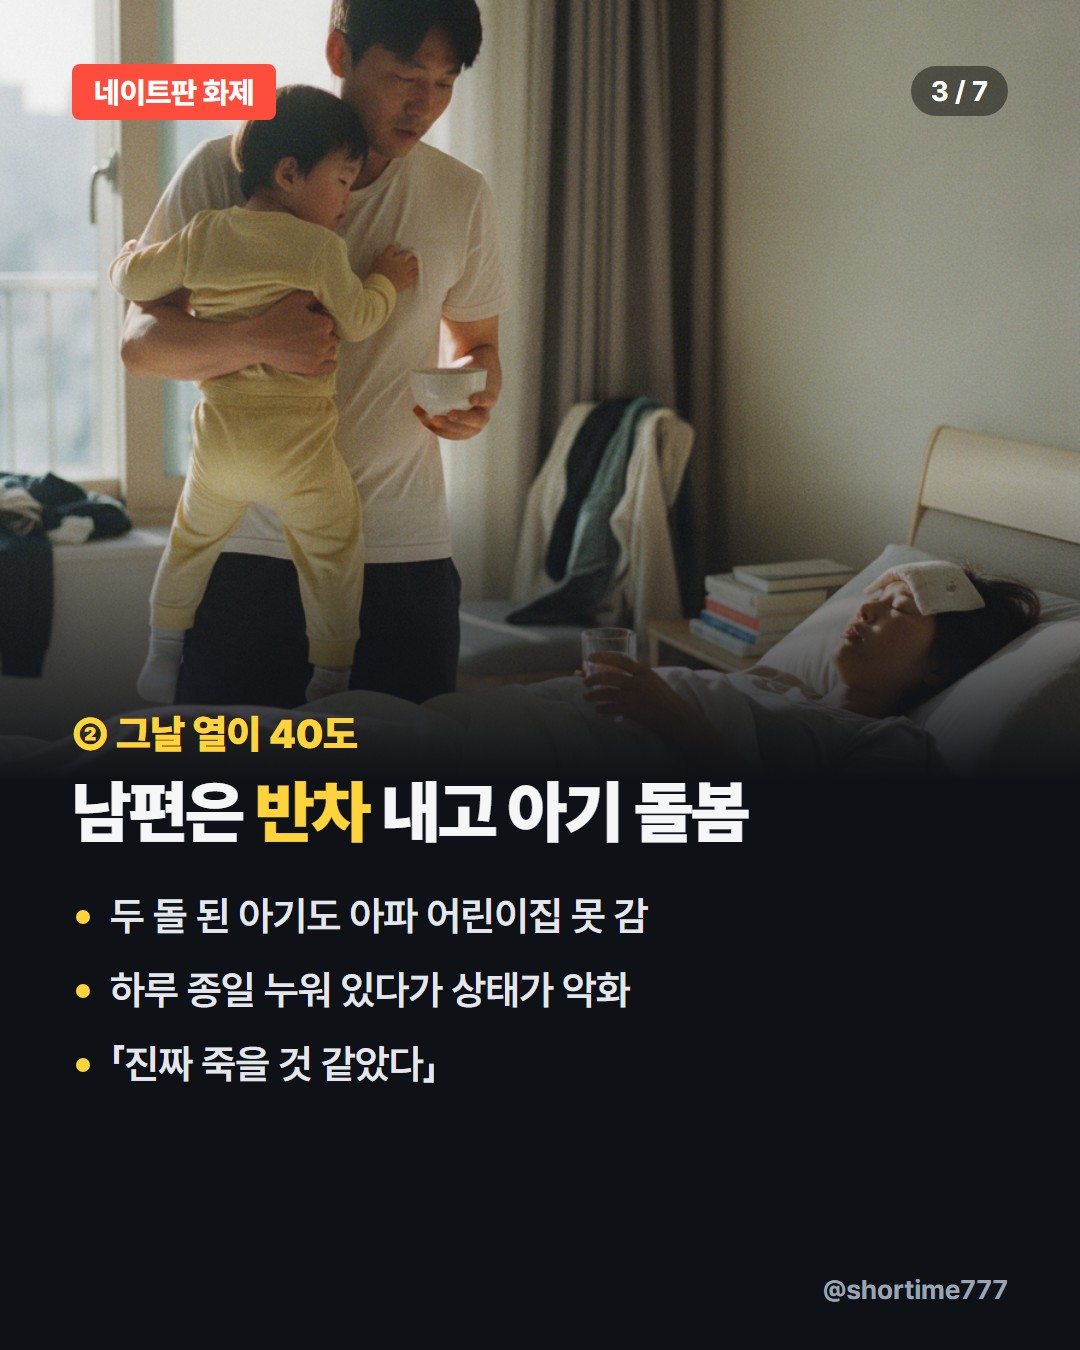 네이트판 화제
3 / 7
② 그날 열이 40도
남편은 반차 내고 아기 돌봄
• 두 돌 된 아기도 아파 어린이집 못 감
• 하루 종일 누워 있다가 상태가 악화
• 「진짜 죽을 것 같았다」
@shortime777